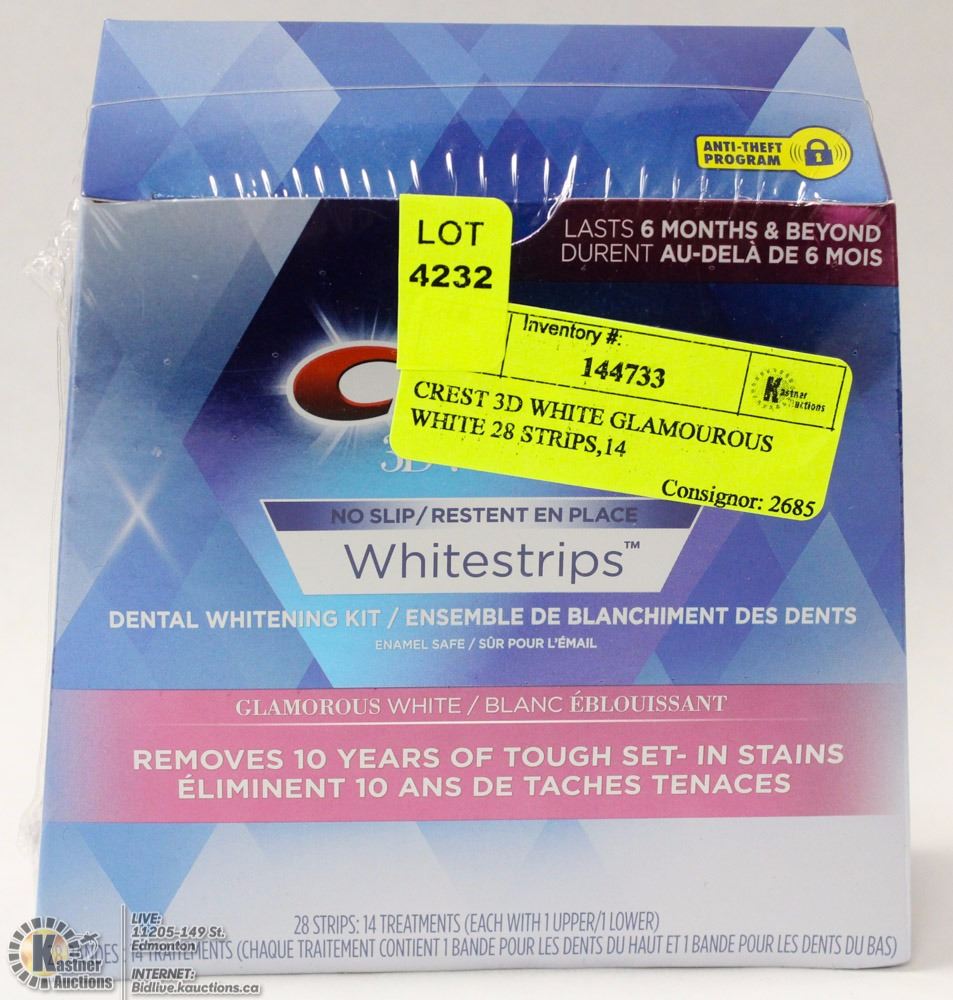 ANTI-THEFT
PROGRAM
LASTS 6 MONTHS & BEYOND
DURENT AU-DELÀ DE 6 MOIS
LOT
4232
Inventory #:
144733
Kastner
Auctions
CREST 3D WHITE GLAMOUROUS
WHITE 28 STRIPS,14
Consignor: 2685
3D
NO SLIP / RESTENT EN PLACE
Whitestrips™
DENTAL WHITENING KIT / ENSEMBLE DE BLANCHIMENT DES DENTS
ENAMEL SAFE / SÛR POUR L'ÉMAIL
GLAMOROUS WHITE / BLANC ÉBLOUISSANT
REMOVES 10 YEARS OF TOUGH SET- IN STAINS
ÉLIMINENT 10 ANS DE TACHES TENACES
28 STRIPS: 14 TREATMENTS (EACH WITH 1 UPPER/1 LOWER)
14 TRAITEMENTS (CHAQUE TRAITEMENT CONTIENT 1 BANDE POUR LES DENTS DU HAUT ET 1 BANDE POUR LES DENTS DU BAS)
Kastner
Auctions
LIVE:
11205-149 St.
Edmonton
INTERNET:
Bidlive.kauctions.ca